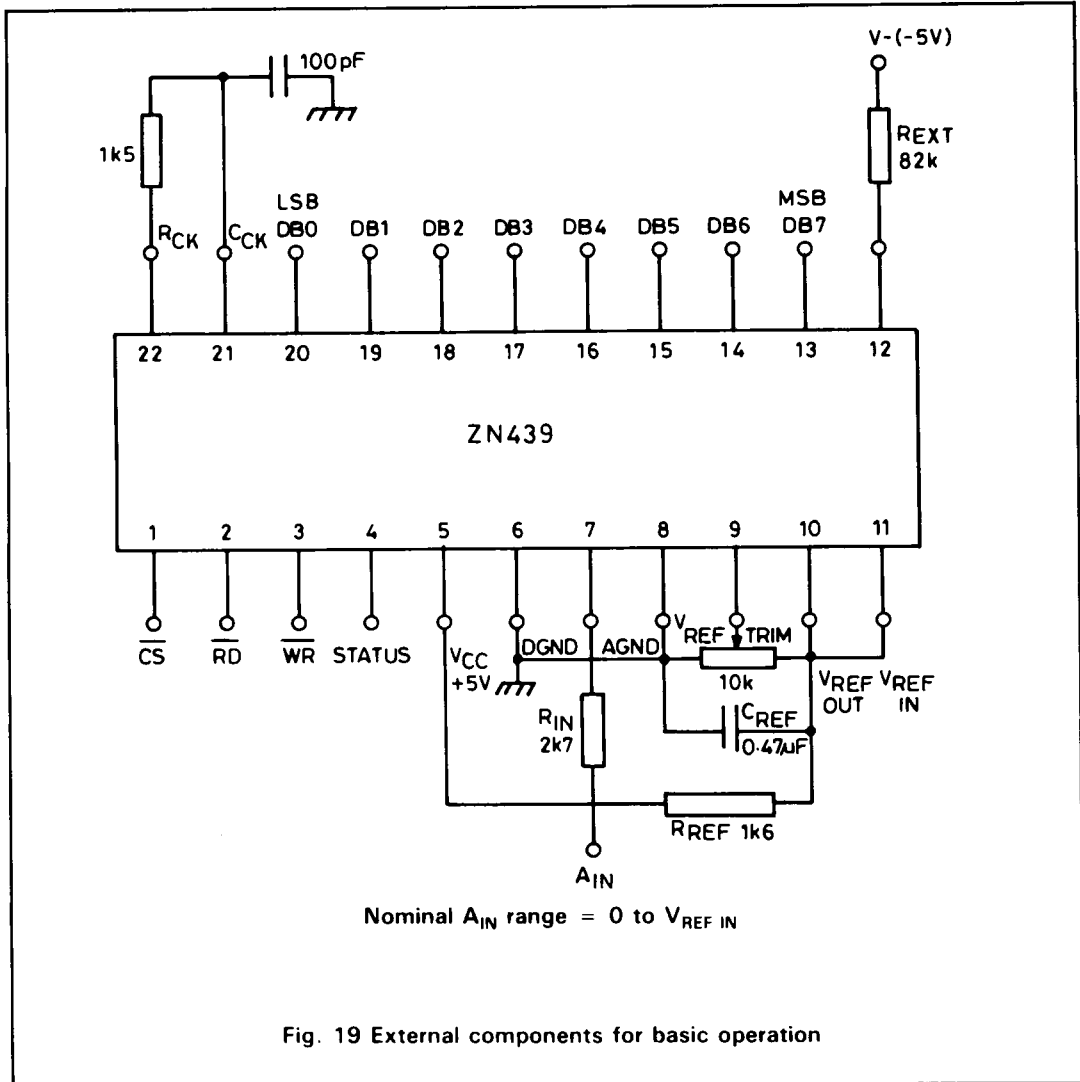 V-(-5V)
100pF
1k5
REXT
82k
LSB
MSB
RCK
CCK
DB0
DB1
DB2
DB3
DB4
DB5
DB6
DB7
22
21
20
19
18
17
16
15
14
13
12
ZN439
1
2
3
4
5
6
7
8
9
10
11
CS
RD
WR
STATUS
VCC
+5V
DGND
AGND
VREF TRIM
10k
VREF
OUT
VREF
IN
RIN
2k7
CREF
0.47µF
RREF 1k6
AIN
Nominal AIN range = 0 to VREF IN
Fig. 19 External components for basic operation